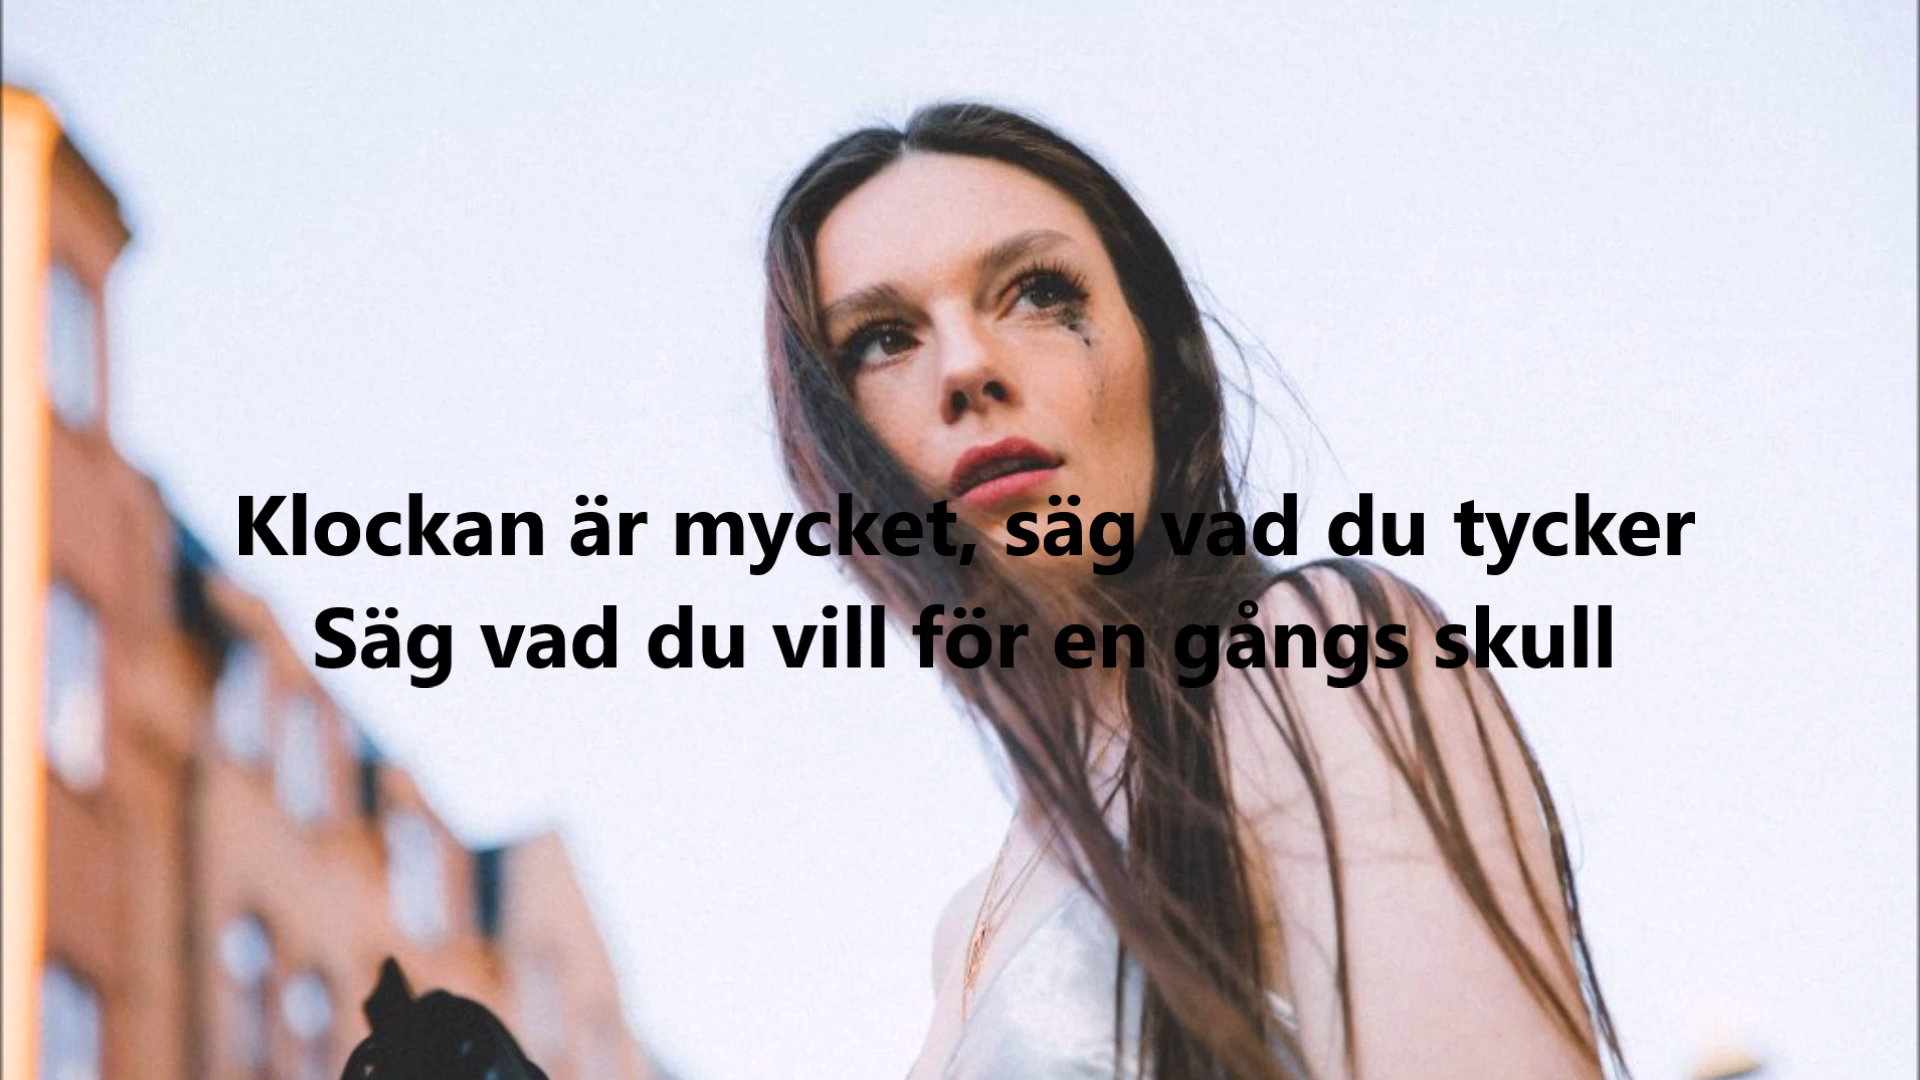 Klockan är mycket, säg vad du tycker
Säg vad du vill för en gångs skull